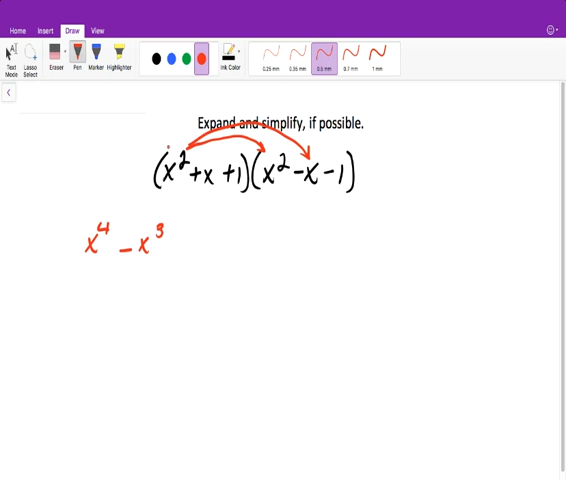 Home Insert Draw View
Text Mode Lasso Select Eraser Pen Marker Highlighter Ink Color 0.25 mm 0.35 mm 0.5 mm 0.7 mm 1 mm
Expand and simplify, if possible.
(x² + x + 1)(x² - x - 1)
x⁴ - x³